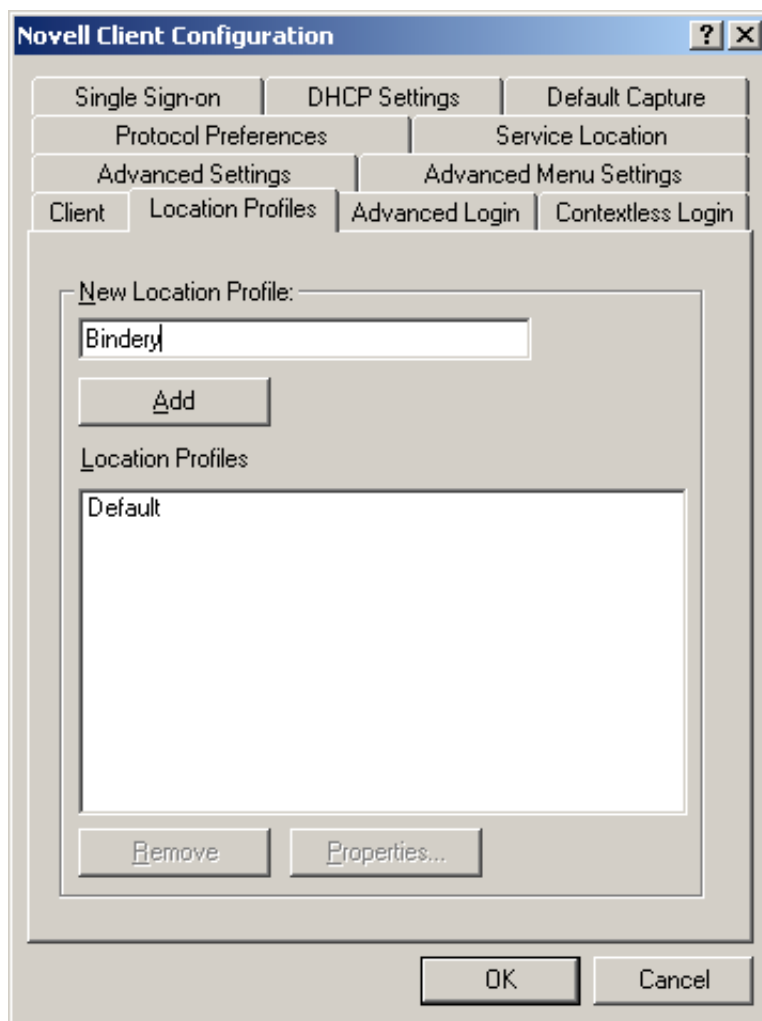 Novell Client Configuration
Single Sign-on DHCP Settings Default Capture
Protocol Preferences Service Location
Advanced Settings Advanced Menu Settings
Client Location Profiles Advanced Login Contextless Login
New Location Profile:
Bindery
Add
Location Profiles
Default
Remove Properties...
OK Cancel